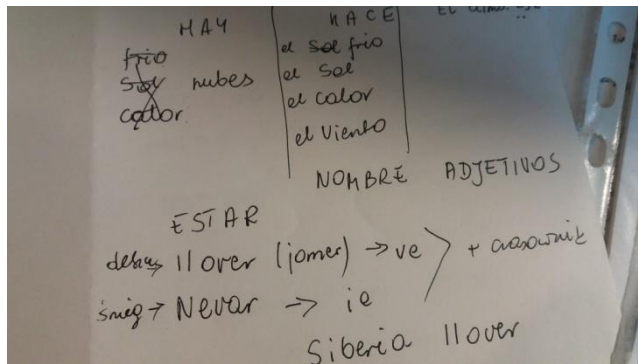 HAY
frio
sol nubes
calor
HACE
el sol frio
el sol
el calor
el viento
NOMBRE ADJETIVOS
ESTAR
llover (jomer) → ve
+ czasownik
śnieg → Nevar → ie
Siberia llover